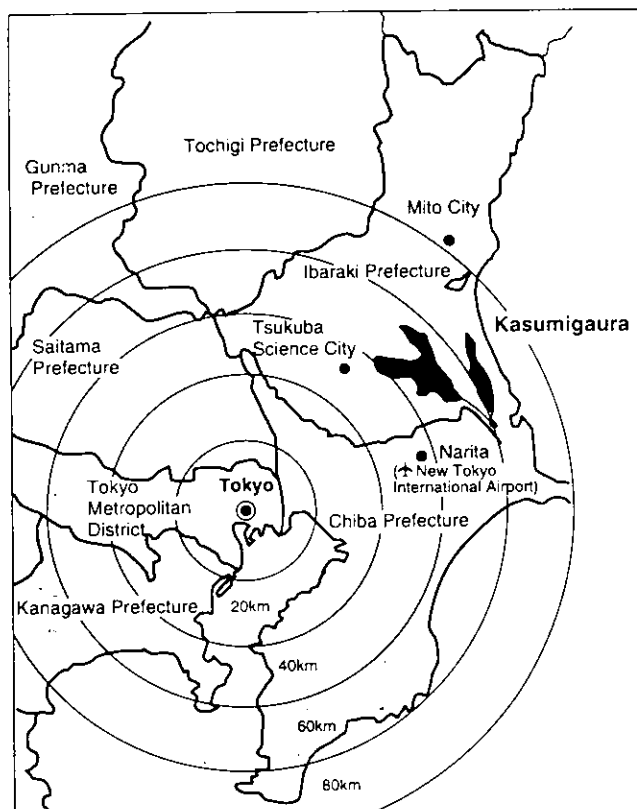 Tochigi Prefecture
Gunma
Prefecture
Mito City
Ibaraki Prefecture
Kasumigaura
Tsukuba
Science City
Saitama
Prefecture
Narita
(✈ New Tokyo
International Airport)
Tokyo
Tokyo
Metropolitan
District
Chiba Prefecture
Kanagawa Prefecture
20km
40km
60km
80km